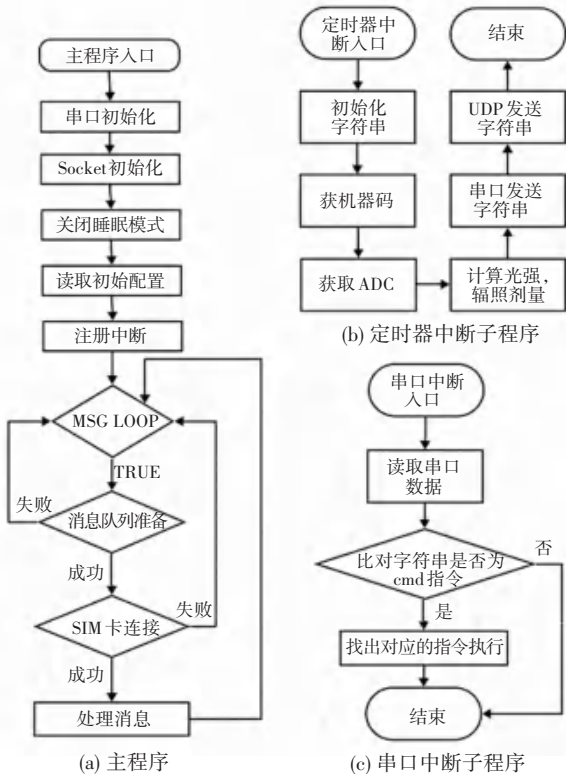 主程序入口
串口初始化
Socket初始化
关闭睡眠模式
读取初始配置
注册中断
MSG LOOP
TRUE
失败
消息队列准备
成功
失败
SIM卡连接
成功
处理消息
(a) 主程序
定时器中
断入口
初始化
字符串
获机器码
获取ADC
计算光强,
辐照剂量
串口发送
字符串
UDP发送
字符串
结束
(b) 定时器中断子程序
串口中断
入口
读取串口
数据
比对字符串是否为
cmd指令
否
是
找出对应的指令执行
结束
(c) 串口中断子程序